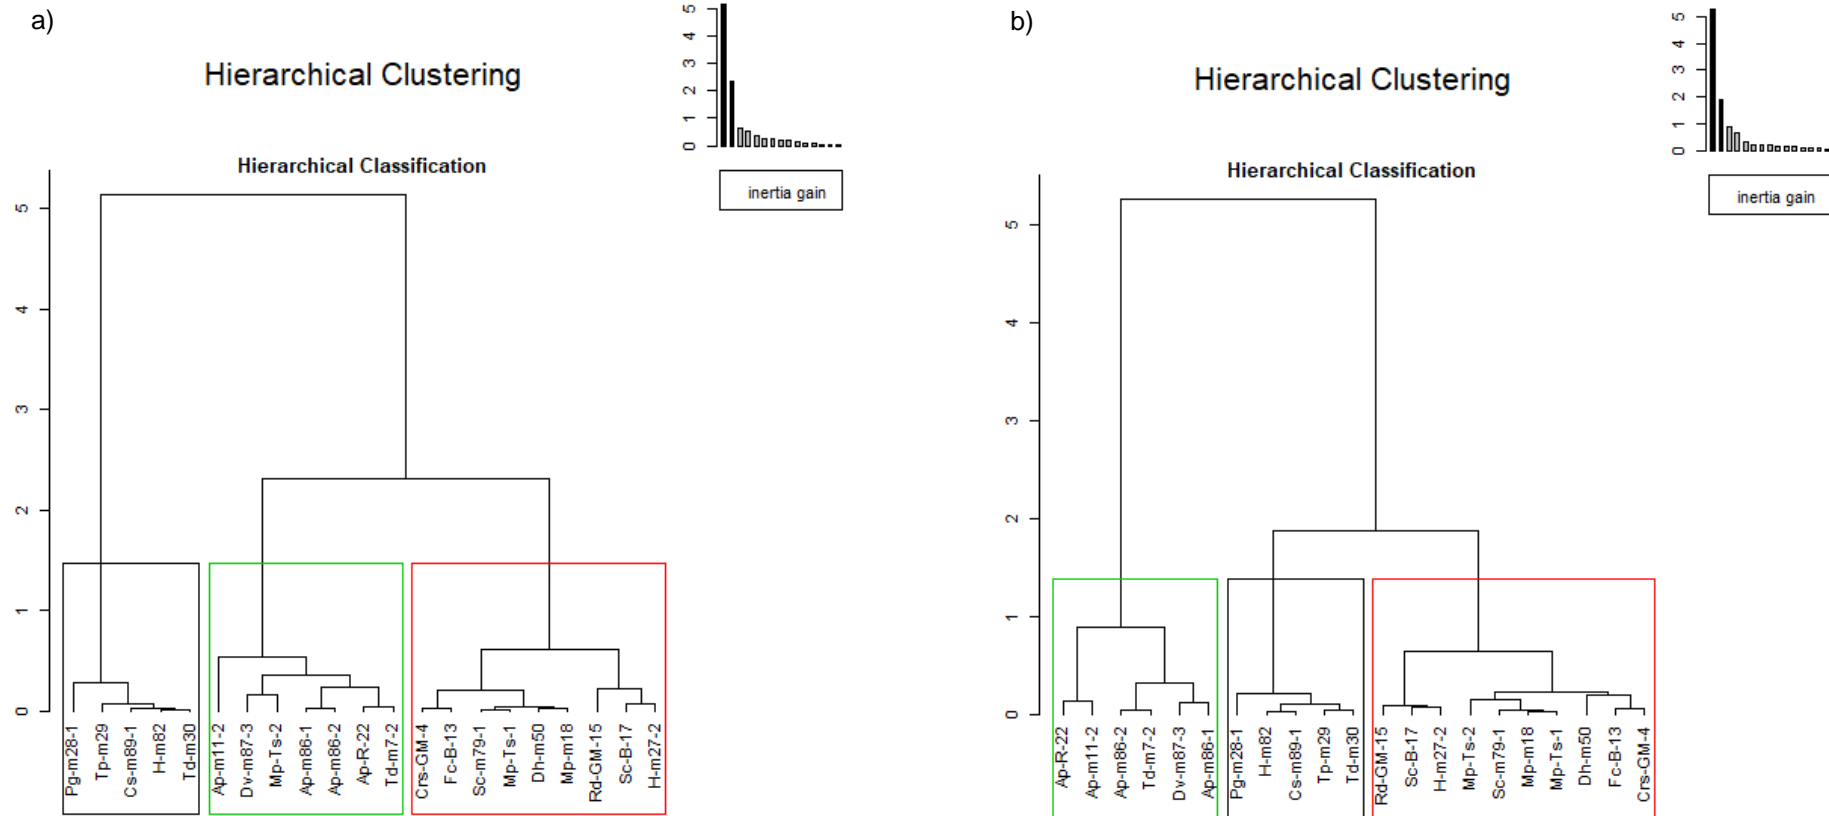 a)
Hierarchical Clustering
5
4
3
2
1
0
inertia gain
Hierarchical Classification
5
4
3
2
1
0
Pg-m28-1
Tp-m29
Cs-m89-1
H-m82
Td-m30
Ap-m11-2
Dv-m87-3
Mp-Ts-2
Ap-m86-1
Ap-m86-2
Ap-R-22
Td-m7-2
Crs-GM-4
Fc-B-13
Sc-m79-1
Mp-Ts-1
Dh-m50
Mp-m18
Rd-GM-15
Sc-B-17
H-m27-2
b)
Hierarchical Clustering
5
4
3
2
1
0
inertia gain
Hierarchical Classification
5
4
3
2
1
0
Ap-R-22
Ap-m11-2
Ap-m86-2
Td-m7-2
Dv-m87-3
Ap-m86-1
Pg-m28-1
H-m82
Cs-m89-1
Tp-m29
Td-m30
Rd-GM-15
Sc-B-17
H-m27-2
Mp-Ts-2
Sc-m79-1
Mp-m18
Mp-Ts-1
Dh-m50
Fc-B-13
Crs-GM-4